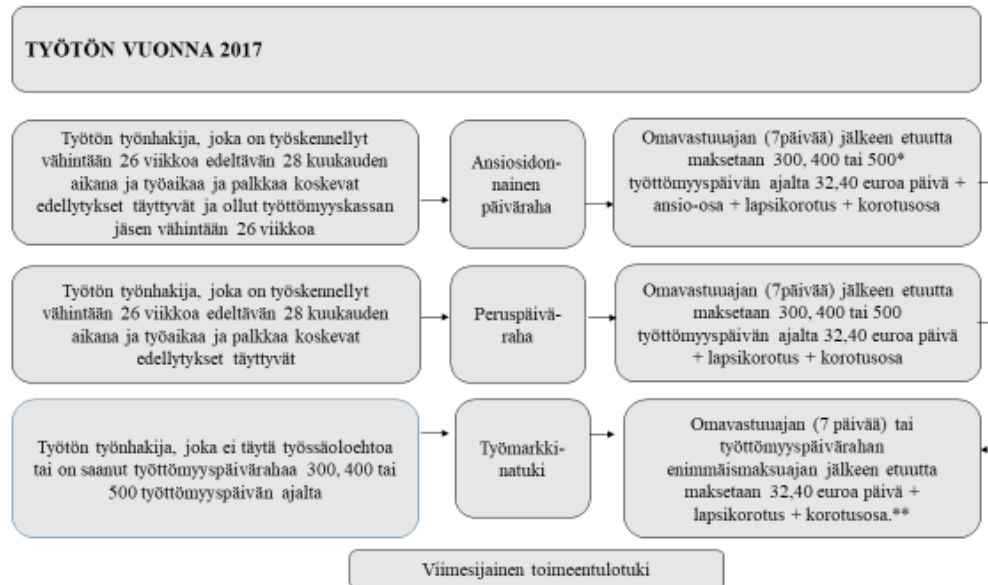 TYÖTÖN VUONNA 2017
Työtön työnhakija, joka on työskennellyt
vähintään 26 viikkoa edeltävän 28 kuukauden
aikana ja työaikaa ja palkkaa koskevat
edellytykset täyttyvät ja ollut työttömyyskassan
jäsen vähintään 26 viikkoa
Ansiosidon-
nainen
päiväraha
Omavastuuajan (7päivää) jälkeen etuutta
maksetaan 300, 400 tai 500*
työttömyyspäivän ajalta 32,40 euroa päivä +
ansio-osa + lapsikorotus + korotusosa
Työtön työnhakija, joka on työskennellyt
vähintään 26 viikkoa edeltävän 28 kuukauden
aikana ja työaikaa ja palkkaa koskevat
edellytykset täyttyvät
Peruspäivä-
raha
Omavastuuajan (7päivää) jälkeen etuutta
maksetaan 300, 400 tai 500
työttömyyspäivän ajalta 32,40 euroa päivä
+ lapsikorotus + korotusosa
Työtön työnhakija, joka ei täytä työssäoloehtoa
tai on saanut työttömyyspäivärahaa 300, 400 tai
500 työttömyyspäivän ajalta
Työmarkki-
natuki
Omavastuuajan (7 päivää) tai
työttömyyspäivärahan
enimmäismaksuajan jälkeen etuutta
maksetaan 32,40 euroa päivä +
lapsikorotus + korotusosa.**
Viimesijainen toimeentulotuki